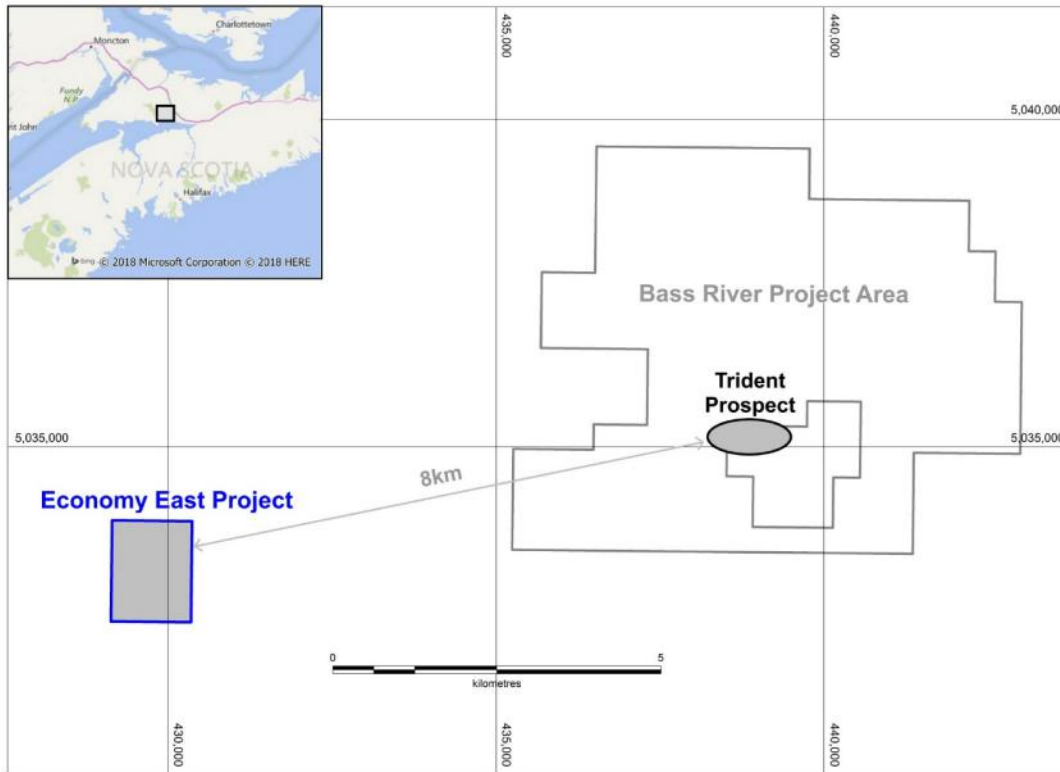 Charlottetown
Moncton
Fundy
N.P.
nt John
NOVA SCOTIA
Halifax
bing
© 2018 Microsoft Corporation © 2018 HERE
435,000
440,000
5,040,000
Bass River Project Area
Trident
Prospect
5,035,000
5,035,000
8km
Economy East Project
0
5
kilometres
430,000
435,000
440,000